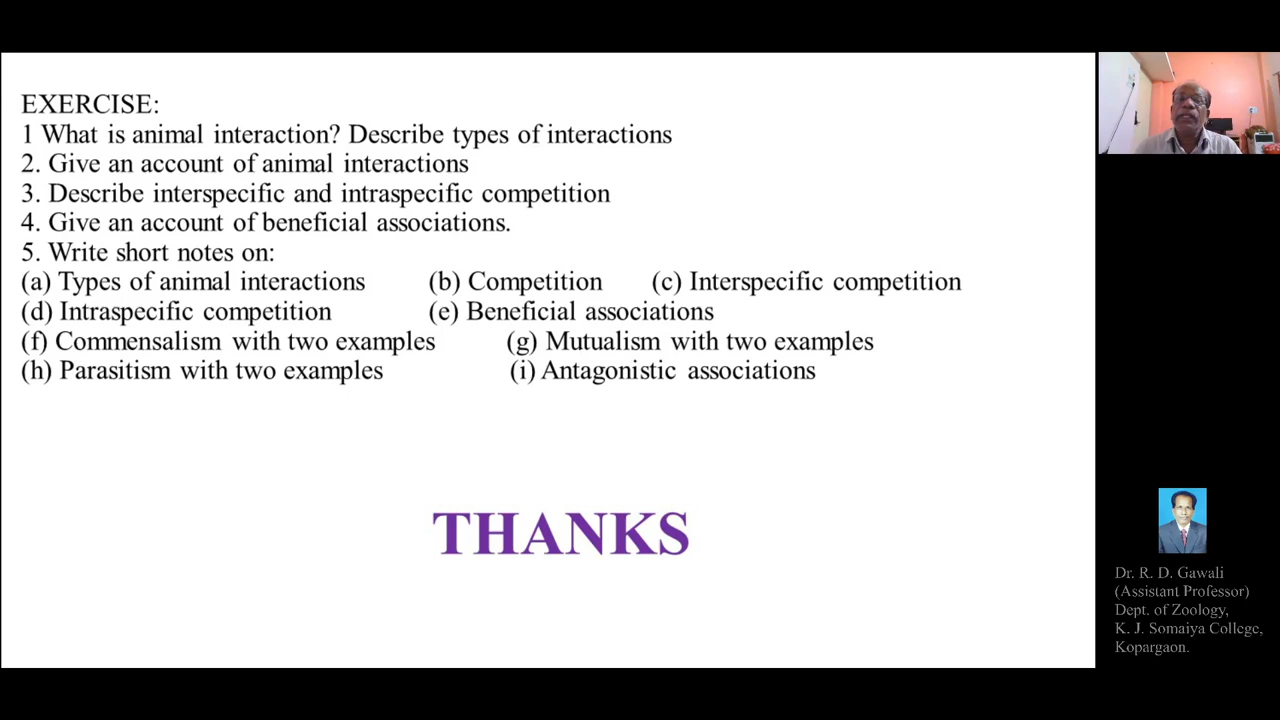 EXERCISE:
1 What is animal interaction? Describe types of interactions
2. Give an account of animal interactions
3. Describe interspecific and intraspecific competition
4. Give an account of beneficial associations.
5. Write short notes on:
(a) Types of animal interactions (b) Competition (c) Interspecific competition
(d) Intraspecific competition (e) Beneficial associations
(f) Commensalism with two examples (g) Mutualism with two examples
(h) Parasitism with two examples (i) Antagonistic associations
THANKS
Dr. R. D. Gawali
(Assistant Professor)
Dept. of Zoology,
K. J. Somaiya College,
Kopargaon.